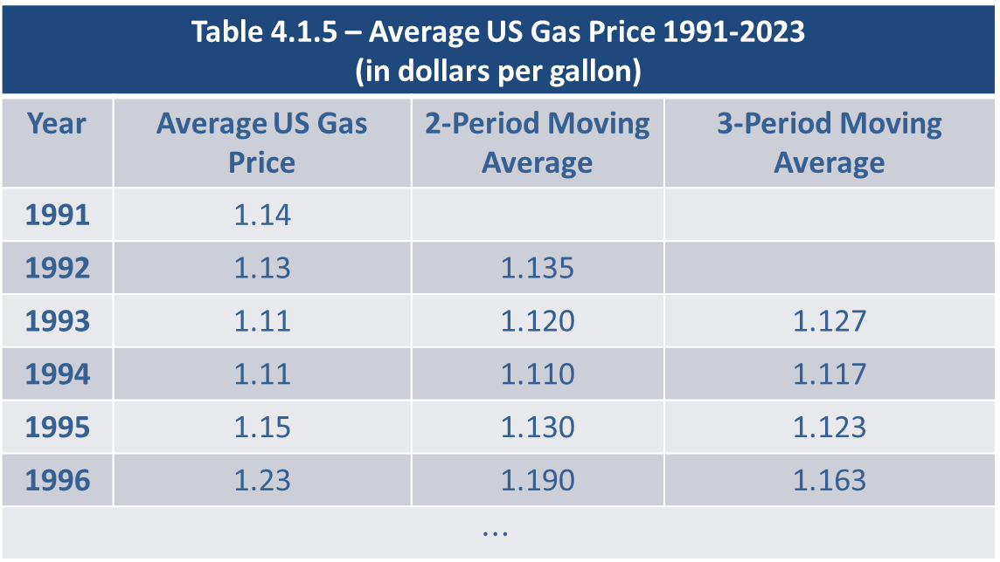 Table 4.1.5 – Average US Gas Price 1991-2023
(in dollars per gallon)
Year Average US Gas Price 2-Period Moving Average 3-Period Moving Average
1991 1.14
1992 1.13 1.135
1993 1.11 1.120 1.127
1994 1.11 1.110 1.117
1995 1.15 1.130 1.123
1996 1.23 1.190 1.163
…